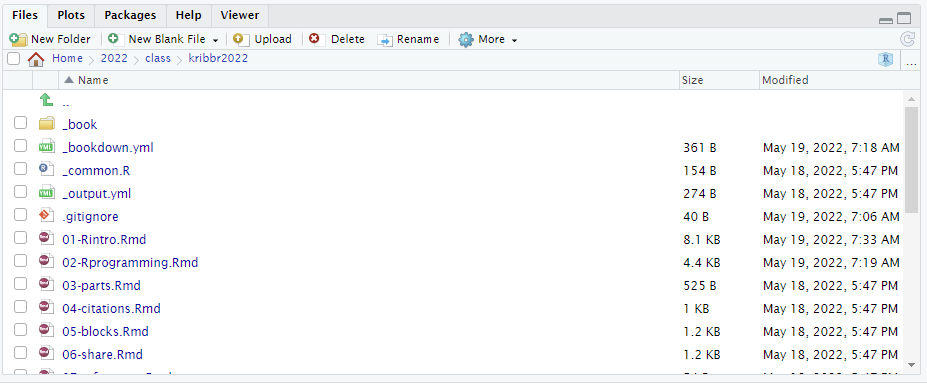 Files Plots Packages Help Viewer
New Folder New Blank File Upload Delete Rename More
Home 2022 class kribbr2022 R ...
Name Size Modified
..
_book
YML _bookdown.yml 361 B May 19, 2022, 7:18 AM
R _common.R 154 B May 18, 2022, 5:47 PM
YML _output.yml 274 B May 18, 2022, 5:47 PM
.gitignore 40 B May 19, 2022, 7:06 AM
01-Rintro.Rmd 8.1 KB May 19, 2022, 7:33 AM
02-Rprogramming.Rmd 4.4 KB May 19, 2022, 7:19 AM
03-parts.Rmd 525 B May 18, 2022, 5:47 PM
04-citations.Rmd 1 KB May 18, 2022, 5:47 PM
05-blocks.Rmd 1.2 KB May 18, 2022, 5:47 PM
06-share.Rmd 1.2 KB May 18, 2022, 5:47 PM